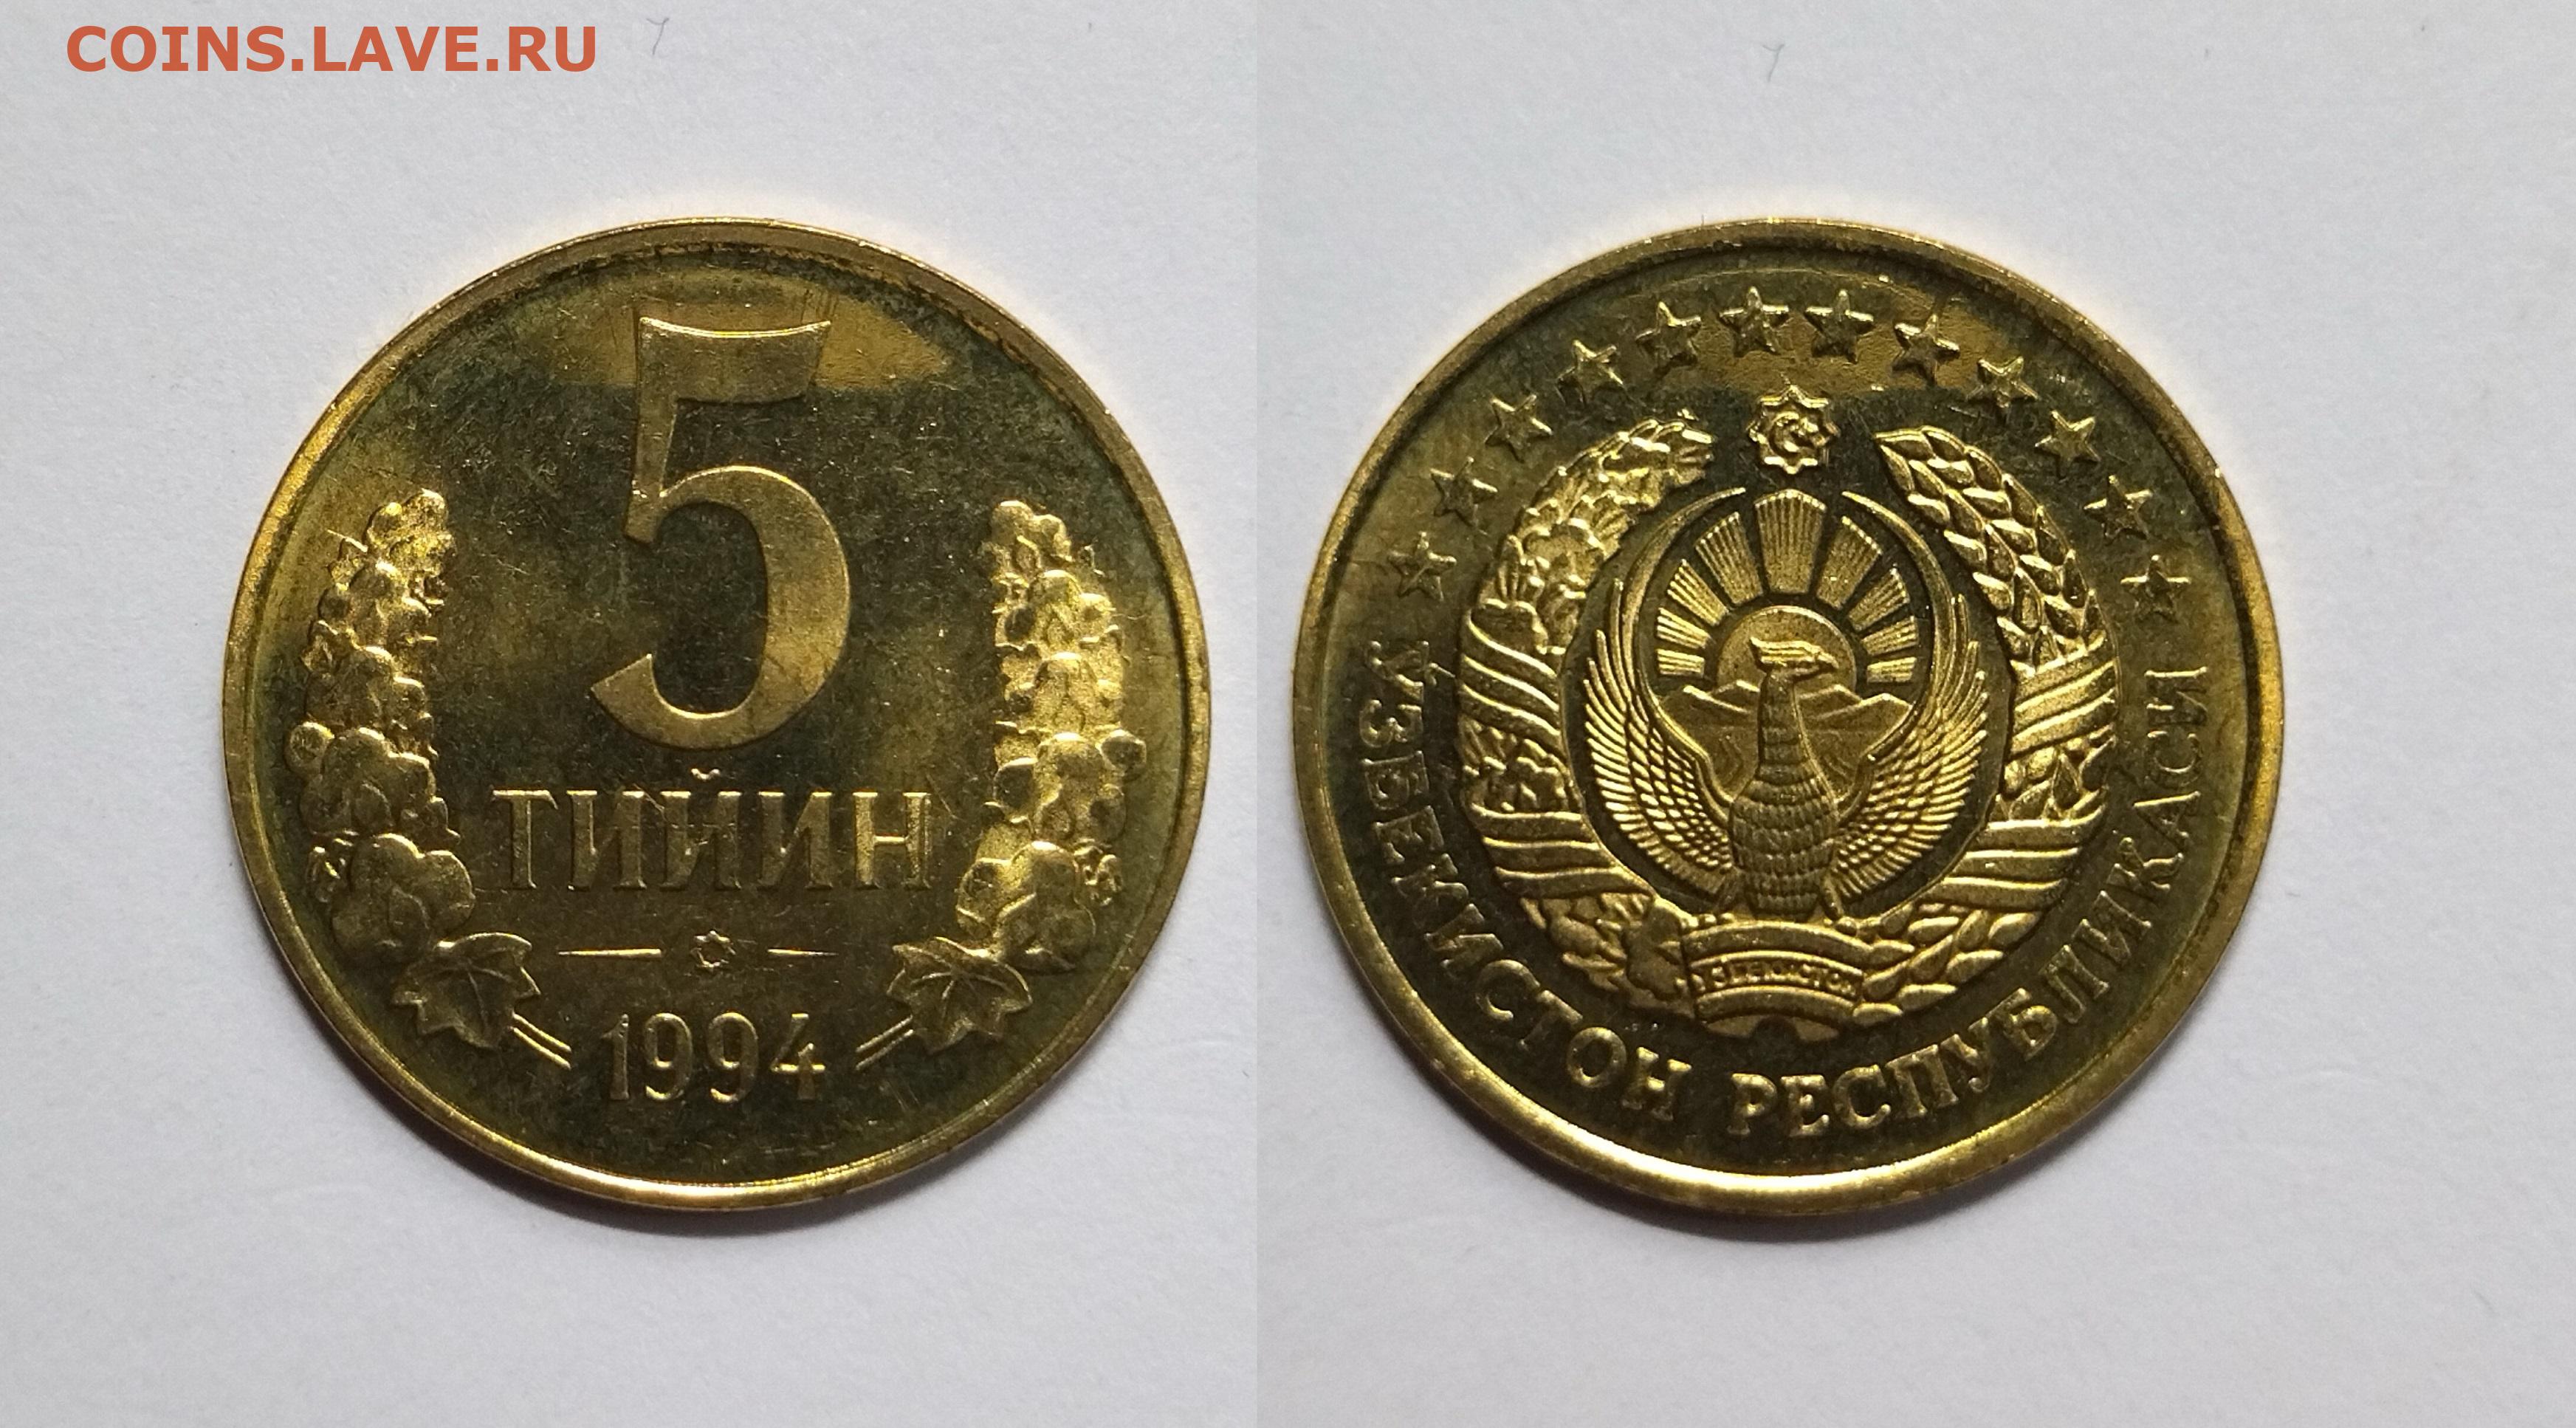 COINS.LAVE.RU
5
ТИЙИН
1994
ЎЗБЕКИСТОН РЕСПУБЛИКАСИ